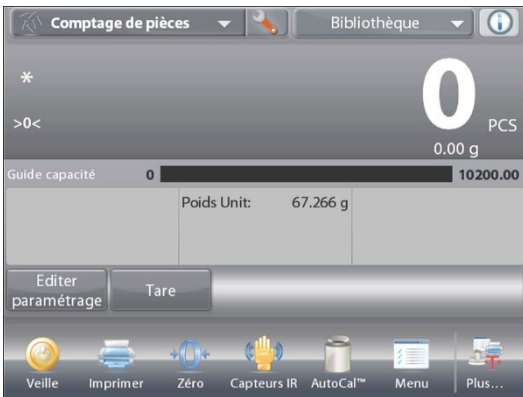 Comptage de pièces
Bibliothèque
*
0
>0<
PCS
0.00 g
Guide capacité 0 10200.00
Poids Unit: 67.266 g
Editer
paramétrage
Tare
Veille Imprimer Zéro Capteurs IR AutoCal™ Menu Plus...